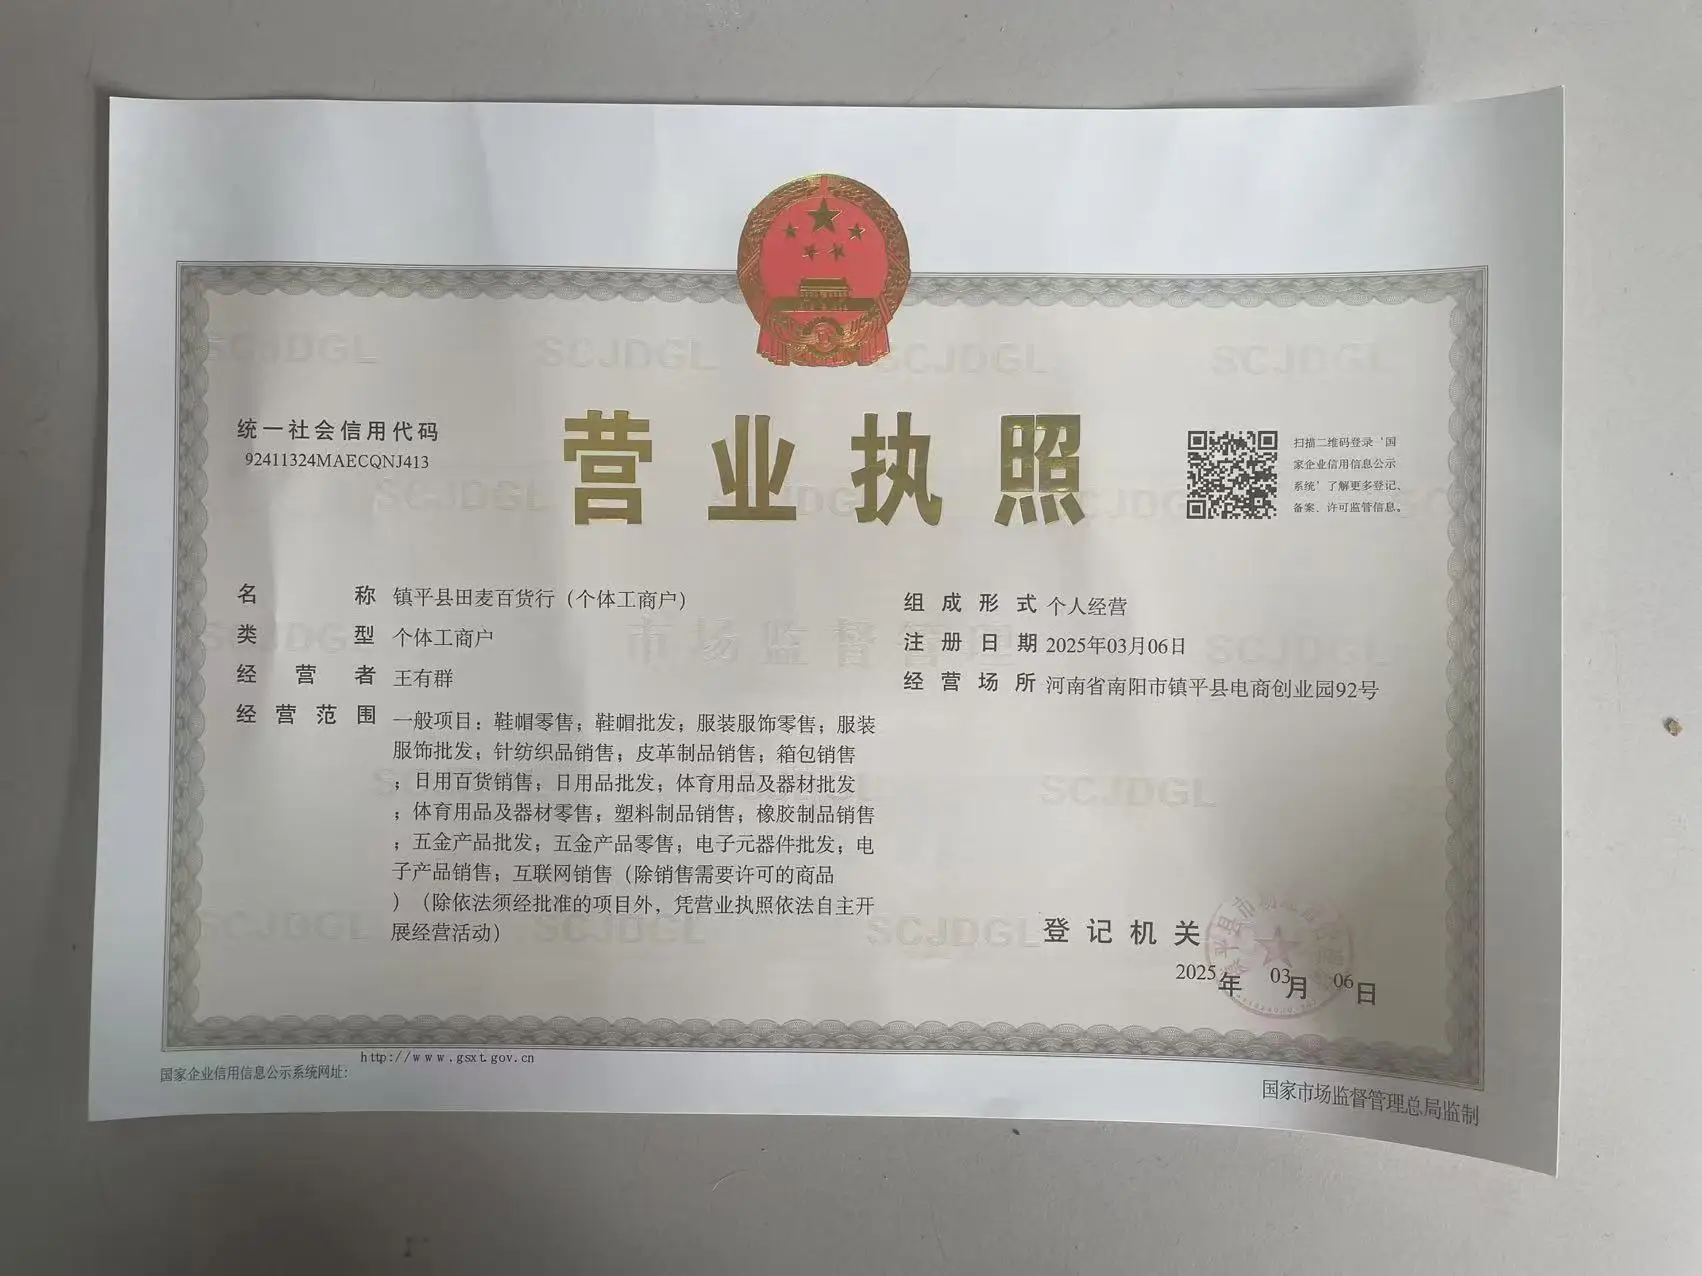 统一社会信用代码
92411324MAECQNJ413
营业执照
扫描二维码登录‘国
家企业信用信息公示
系统’了解更多登记、
备案、许可监管信息。
名称 镇平县田麦百货行（个体工商户）
类型 个体工商户
经营者 王有群
经营范围 一般项目：鞋帽零售；鞋帽批发；服装服饰零售；服装
服饰批发；针纺织品销售；皮革制品销售；箱包销售
；日用百货销售；日用品批发；体育用品及器材批发
；体育用品及器材零售；塑料制品销售；橡胶制品销售
；五金产品批发；五金产品零售；电子元器件批发；电
子产品销售；互联网销售（除销售需要许可的商品
）（除依法须经批准的项目外，凭营业执照依法自主开
展经营活动）
组成形式 个人经营
注册日期 2025年03月06日
经营场所 河南省南阳市镇平县电商创业园92号
登记机关
2025年03月06日
http://www.gsxt.gov.cn
国家企业信用信息公示系统网址：
国家市场监督管理总局监制
SCJDGL
市场监督管理